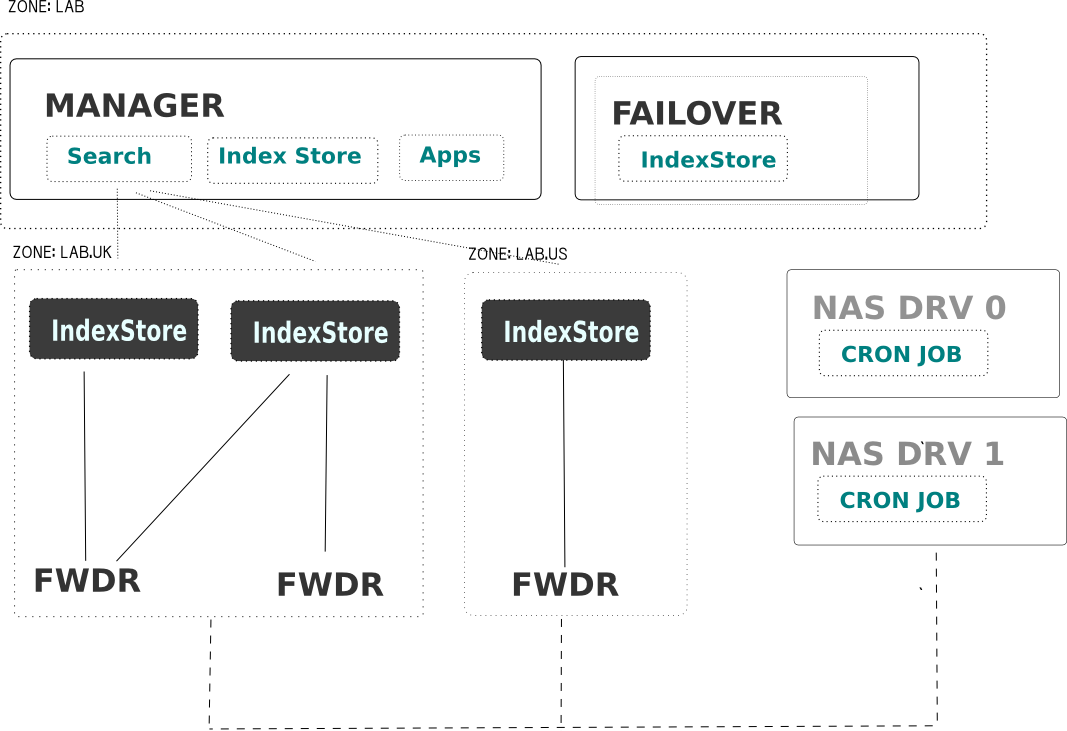 ZONE: LAB
MANAGER
Search
Index Store
Apps
FAILOVER
IndexStore
ZONE: LAB.UK
ZONE: LAB.US
IndexStore
IndexStore
IndexStore
NAS DRV 0
CRON JOB
NAS DRV 1
CRON JOB
FWDR
FWDR
FWDR